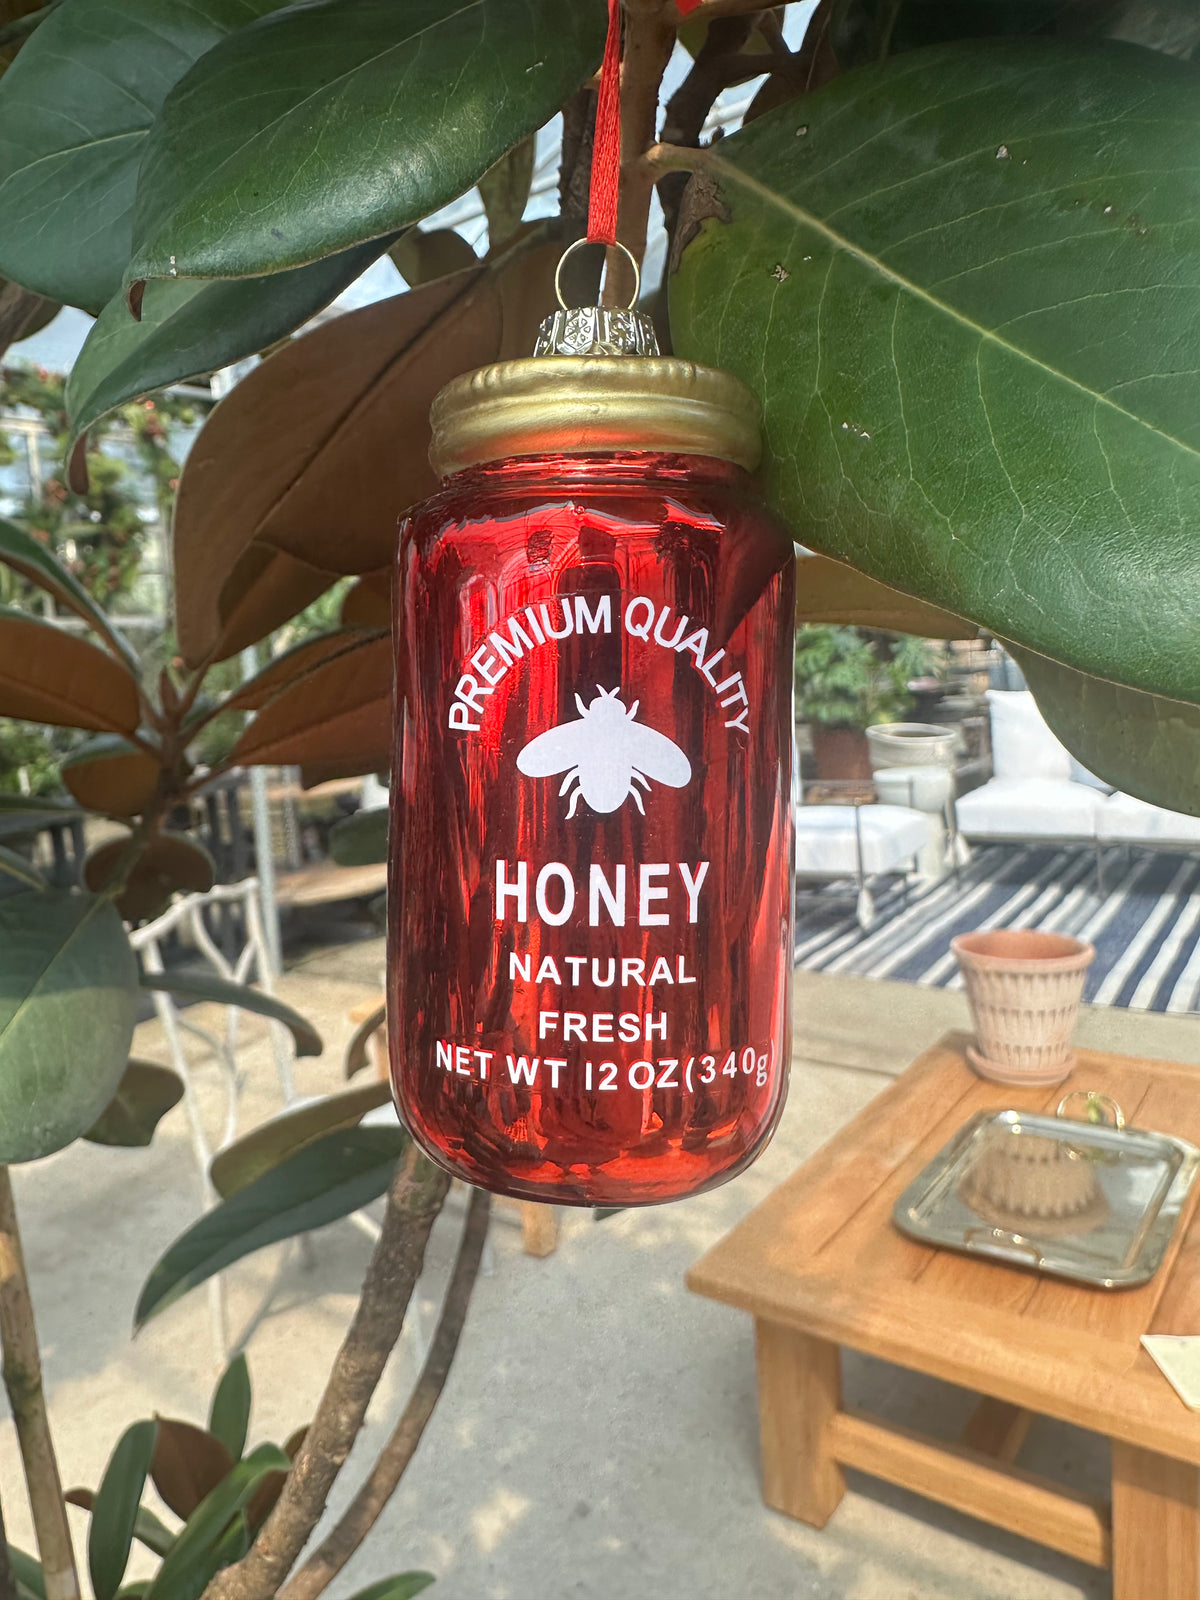 PREMIUM QUALITY
HONEY
NATURAL
FRESH
NET WT 12 OZ(340g)